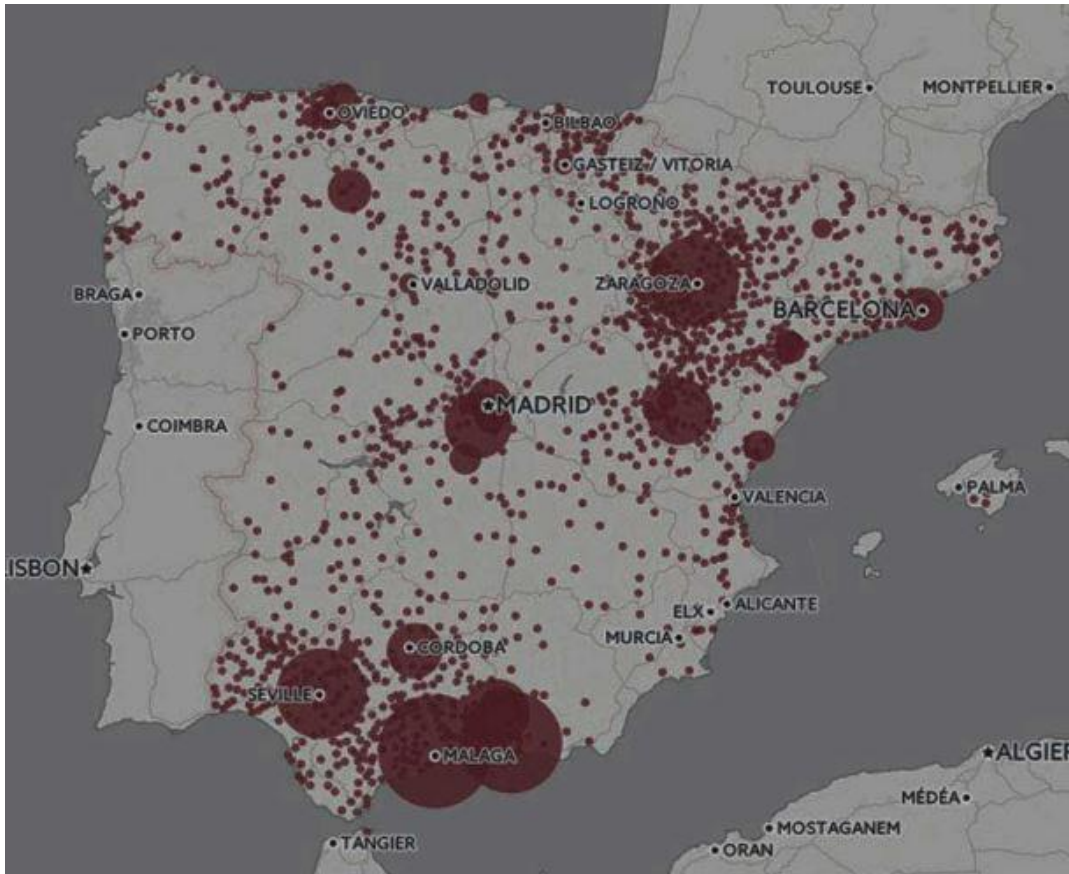 TOULOUSE
MONTPELLIER
OVIEDO
BILBAO
GASTEIZ / VITORIA
LOGROÑO
BRAGA
VALLADOLID
ZARAGOZA
BARCELONA
PORTO
MADRID
COIMBRA
PALMA
VALENCIA
LISBON
ELX
ALICANTE
MURCIA
CORDOBA
SEVILLE
MALAGA
ALGIER
MÉDÉA
MOSTAGANEM
TANGIER
ORAN